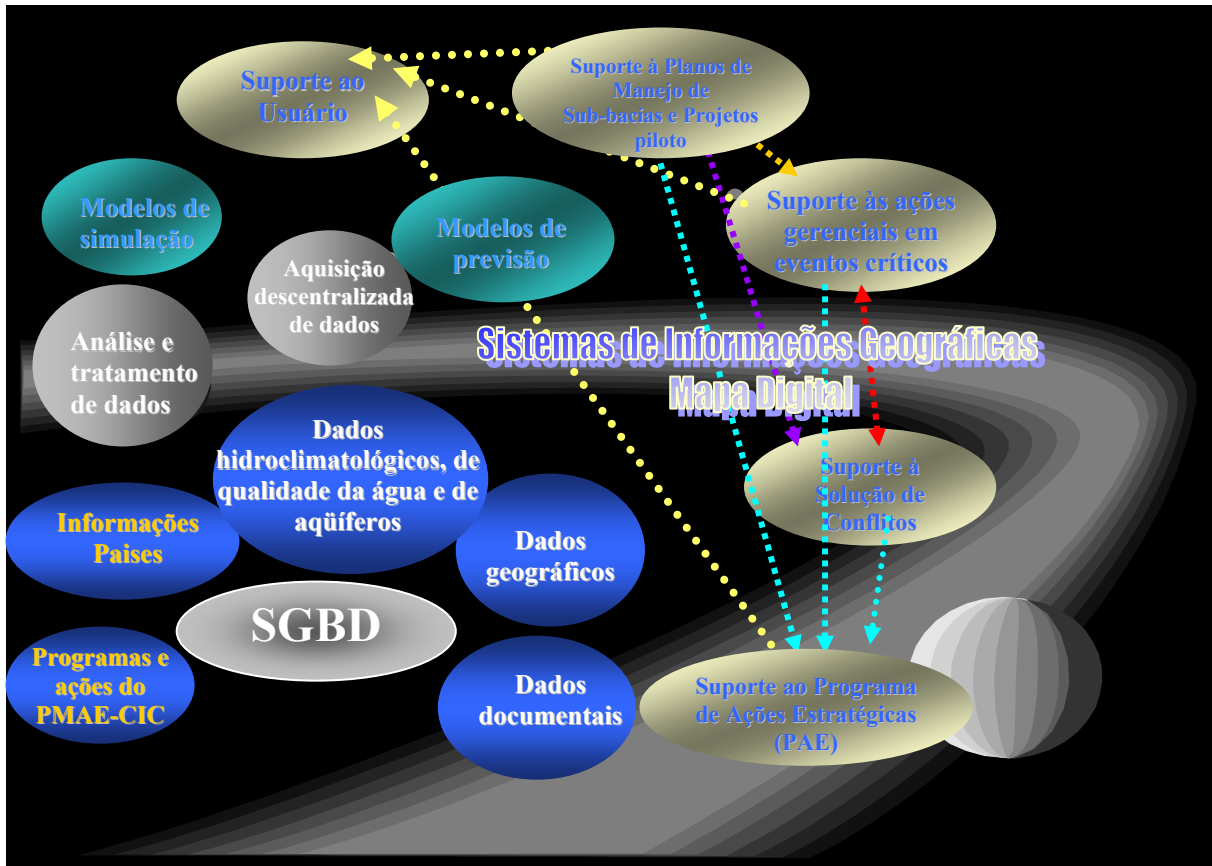 Suporte ao
Usuário
Suporte à Planos de
Manejo de
Sub-bacias e Projetos
piloto
Modelos de
simulação
Modelos de
previsão
Suporte às ações
gerenciais em
eventos críticos
Aquisição
descentralizada
de dados
Análise e
tratamento
de dados
Sistemas de Informações Geográficas
Mapa Digital
Dados
hidroclimatológicos, de
qualidade da água e de
aqüíferos
Suporte à
Solução de
Conflitos
Informações
Paises
Dados
geográficos
SGBD
Programas e
ações do
PMAE-CIC
Dados
documentais
Suporte ao Programa
de Ações Estratégicas
(PAE)